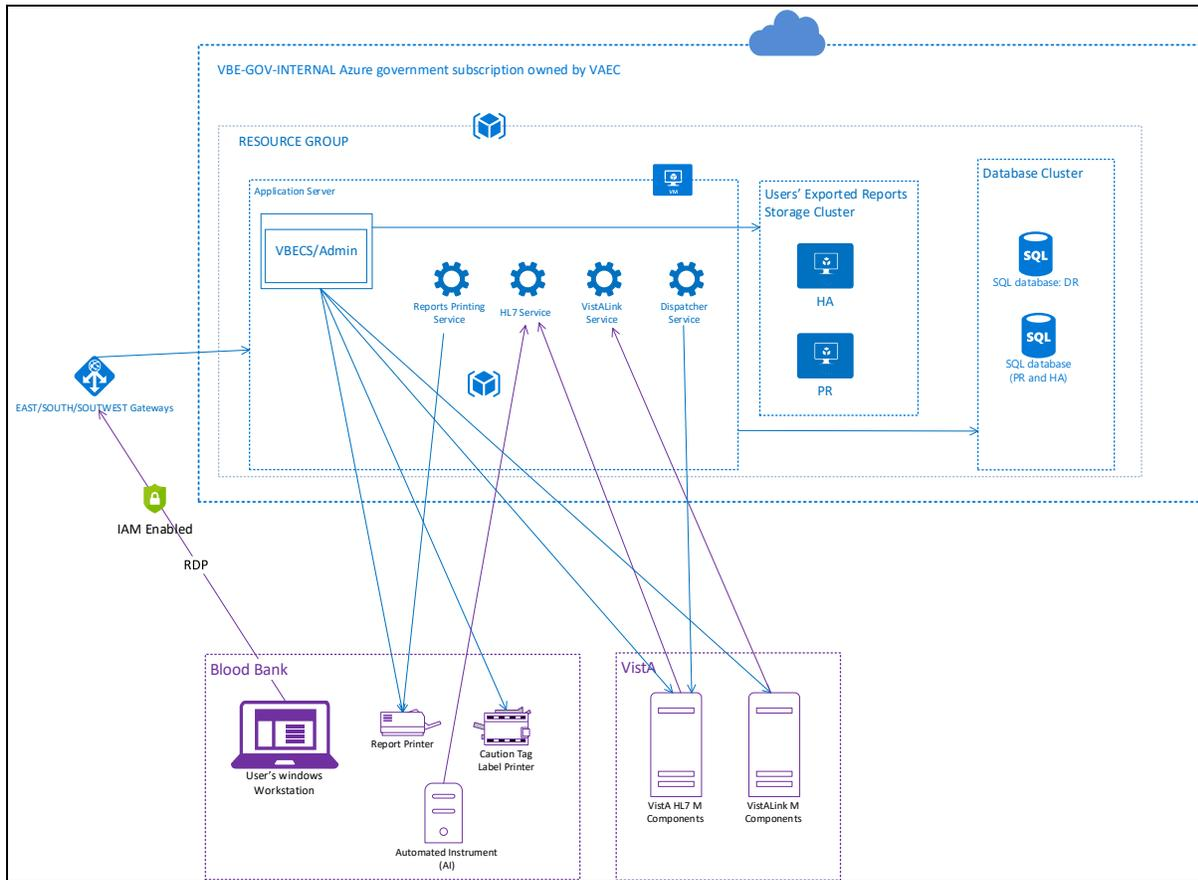 VBE-GOV-INTERNAL Azure government subscription owned by VAEC
RESOURCE GROUP
Application Server
VM
VBECS/Admin
Reports Printing
Service
HL7 Service
VistALink
Service
Dispatcher
Service
Users’ Exported Reports
Storage Cluster
HA
PR
Database Cluster
SQL
SQL database: DR
SQL
SQL database
(PR and HA)
EAST/SOUTH/SOUTWEST Gateways
IAM Enabled
RDP
Blood Bank
User’s windows
Workstation
Report Printer
Caution Tag
Label Printer
Automated Instrument
(AI)
VistA
VistA HL7 M
Components
VistALink M
Components